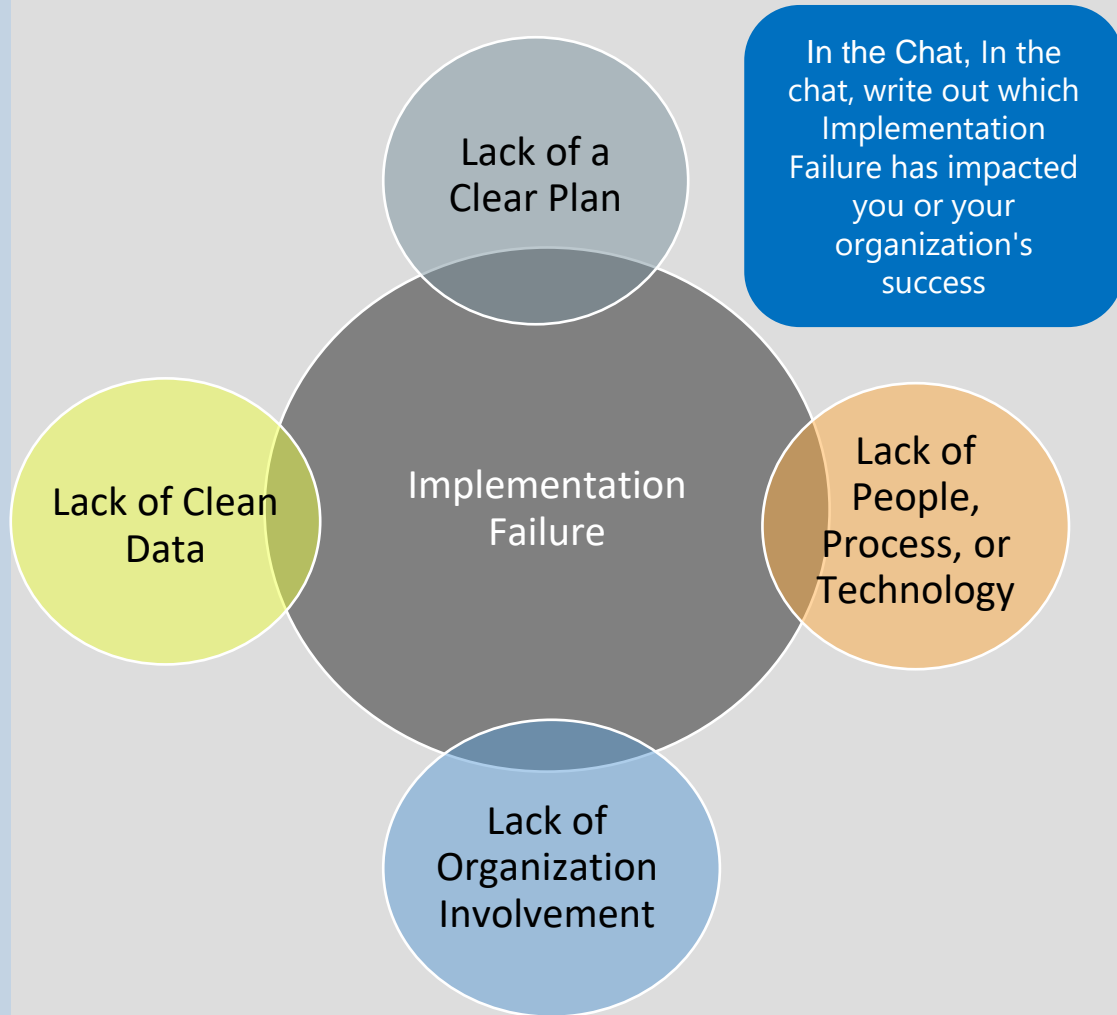 In the Chat, In the
chat, write out which
Implementation
Failure has impacted
you or your
organization's
success
Lack of a
Clear Plan
Lack of Clean
Data
Implementation
Failure
Lack of
People,
Process, or
Technology
Lack of
Organization
Involvement